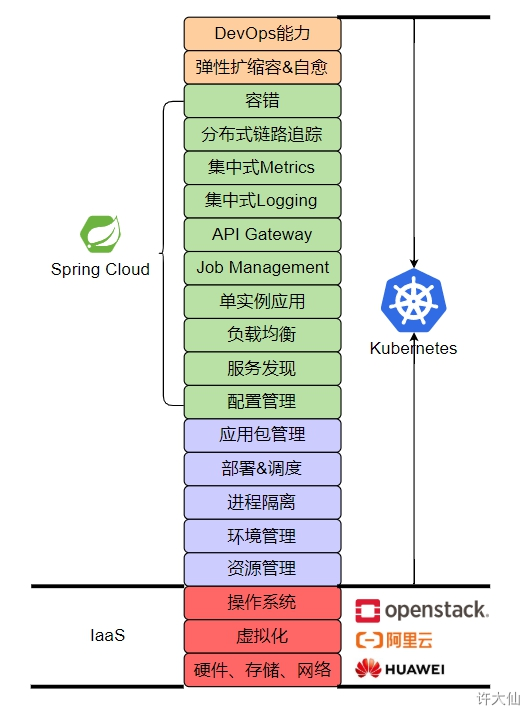 DevOps能力
弹性扩缩容&自愈
容错
分布式链路追踪
集中式Metrics
集中式Logging
API Gateway
Job Management
单实例应用
负载均衡
服务发现
配置管理
应用包管理
部署&调度
进程隔离
环境管理
资源管理
操作系统
虚拟化
硬件、存储、网络
Spring Cloud
Kubernetes
IaaS
openstack.
阿里云
HUAWEI
许大仙